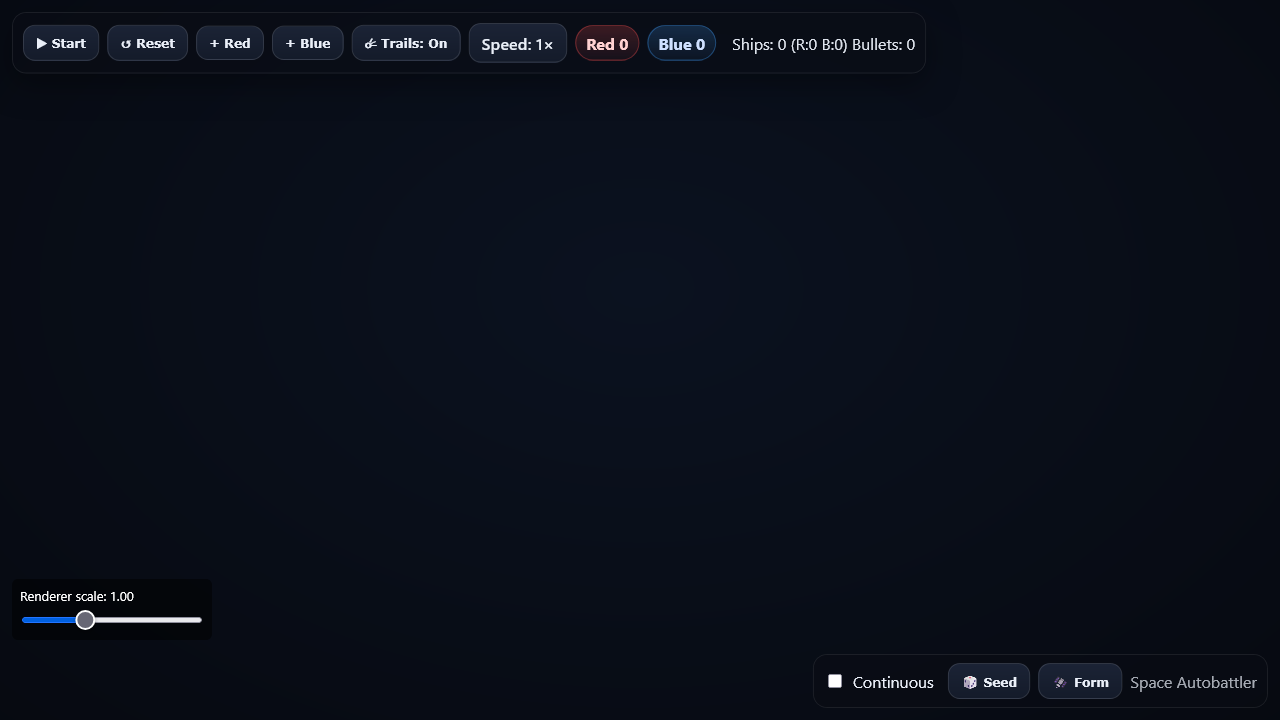 ▶ Start ↺ Reset + Red + Blue Trails: On Speed: 1× Red 0 Blue 0 Ships: 0 (R:0 B:0) Bullets: 0
Renderer scale: 1.00
Continuous 🎲 Seed Form Space Autobattler